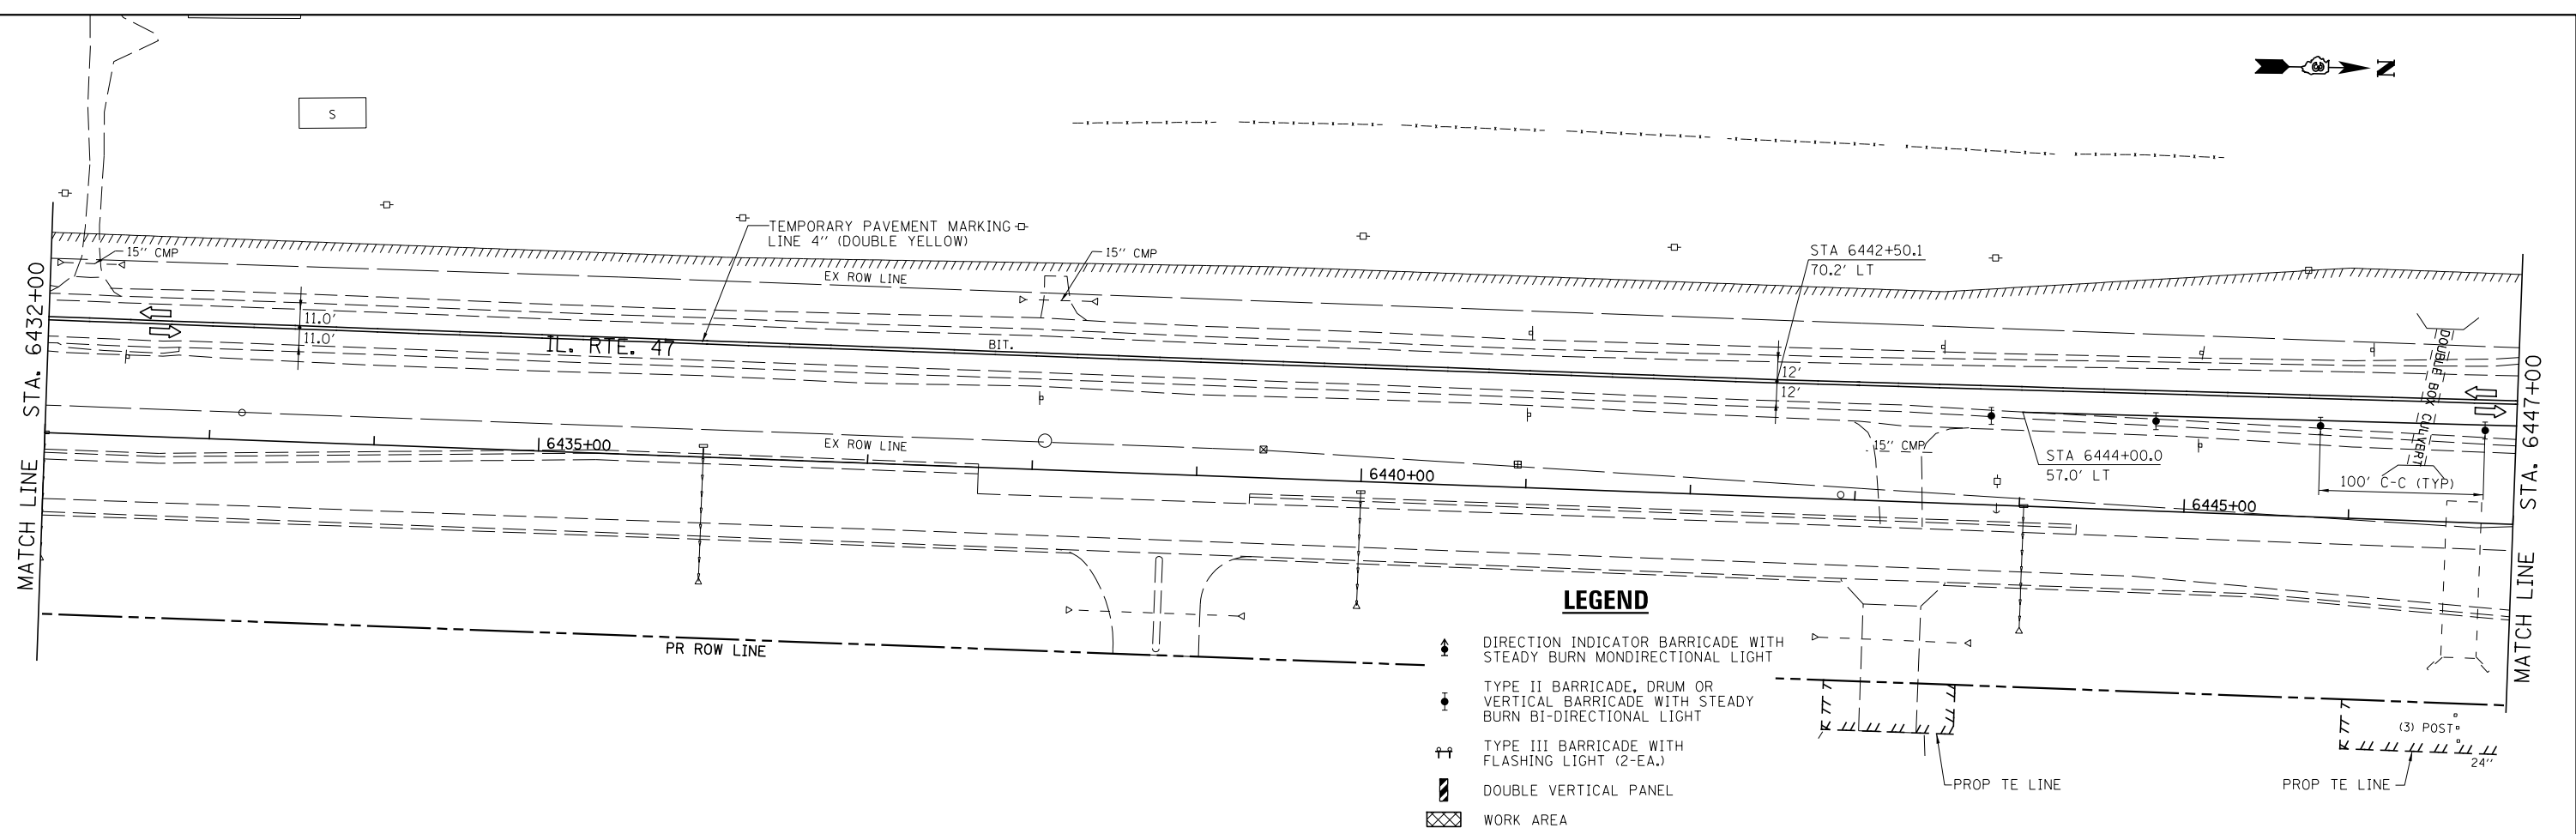 N
S
15" CMP
TEMPORARY PAVEMENT MARKING
LINE 4" (DOUBLE YELLOW)
15" CMP
STA 6442+50.1
70.2' LT
EX ROW LINE
MATCH LINE STA. 6432+00
11.0'
11.0'
IL. RTE. 47
BIT.
12'
12'
DOUBLE BOX CULVERT
MATCH LINE STA. 6447+00
6435+00
EX ROW LINE
6440+00
15" CMP
STA 6444+00.0
57.0' LT
100' C-C (TYP)
6445+00
PR ROW LINE
LEGEND
DIRECTION INDICATOR BARRICADE WITH
STEADY BURN MONDIRECTIONAL LIGHT
TYPE II BARRICADE, DRUM OR
VERTICAL BARRICADE WITH STEADY
BURN BI-DIRECTIONAL LIGHT
TYPE III BARRICADE WITH
FLASHING LIGHT (2-EA.)
DOUBLE VERTICAL PANEL
WORK AREA
PROP TE LINE
(3) POST
24"
PROP TE LINE